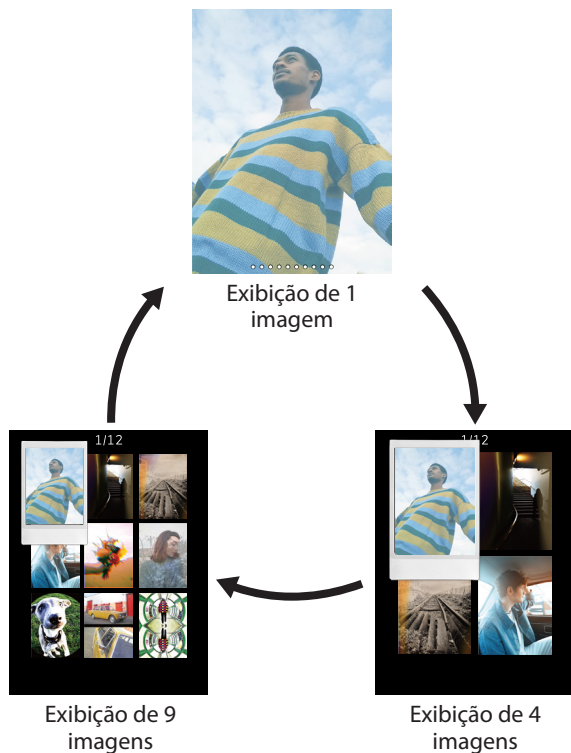 Exibição de 1
imagem
1/12
1/12
Exibição de 9
imagens
Exibição de 4
imagens